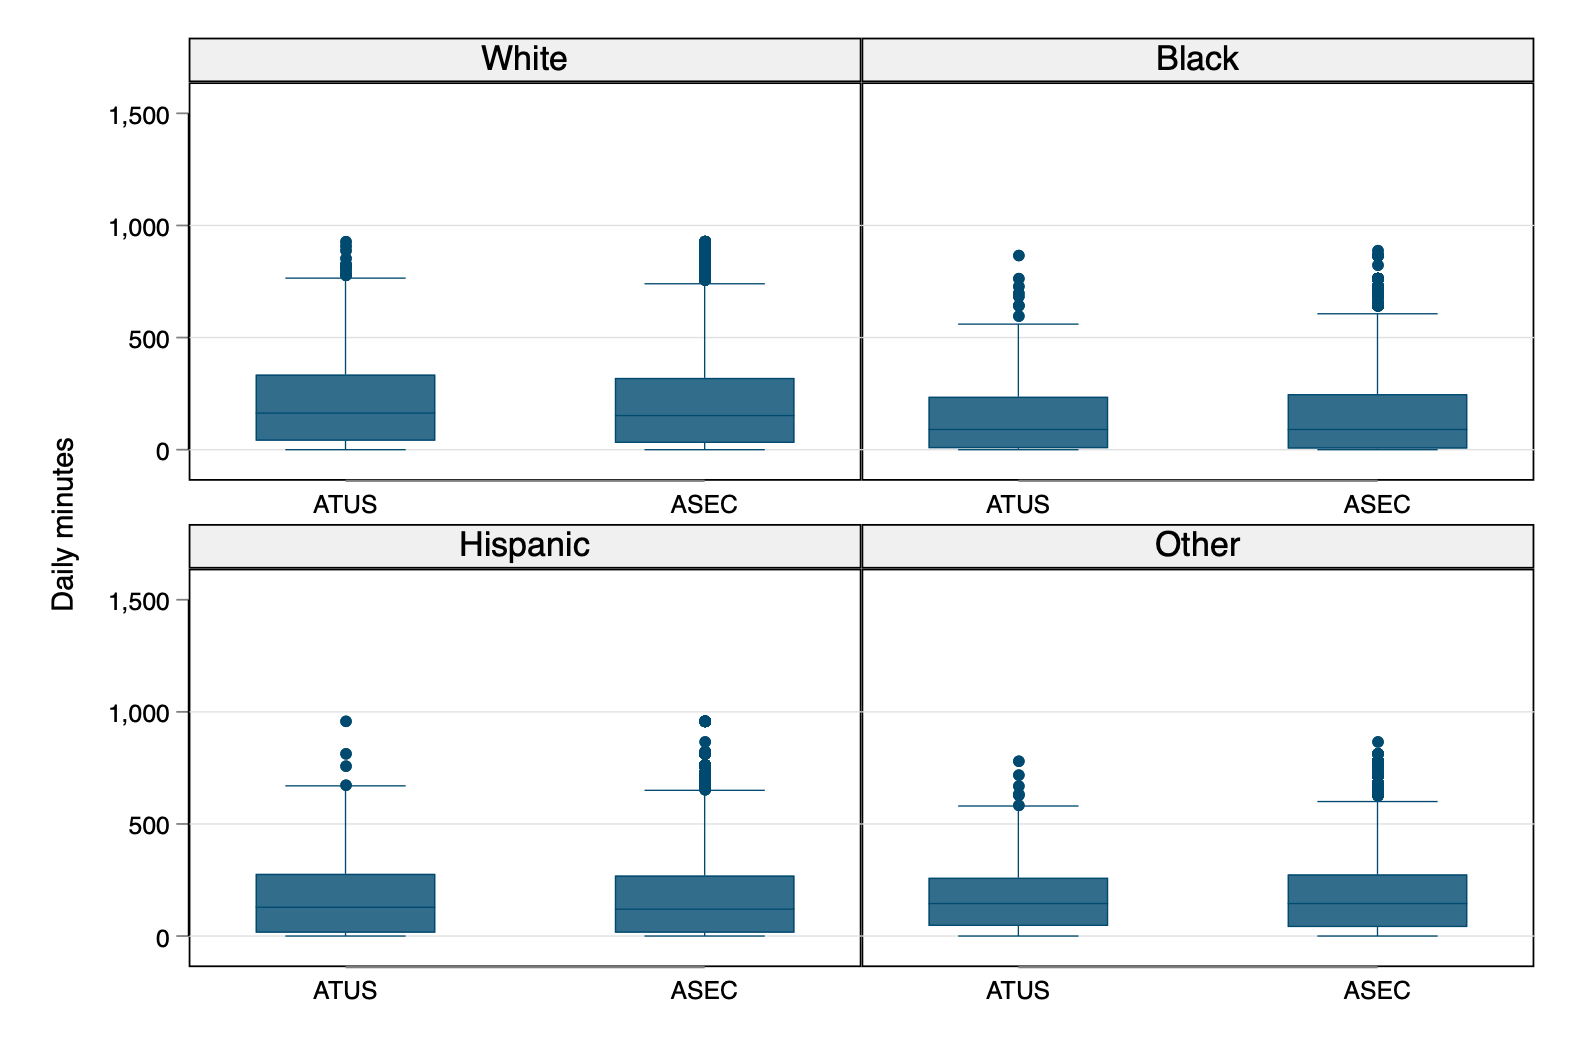 White
Black
1,500
1,000
500
0
ATUS
ASEC
ATUS
ASEC
Daily minutes
Hispanic
Other
1,500
1,000
500
0
ATUS
ASEC
ATUS
ASEC